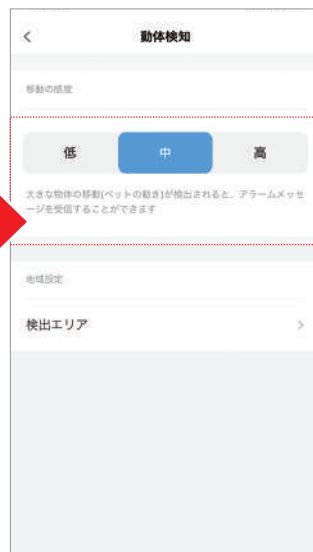 動体検知
移動の感度
低
中
高
大きな物体の移動(ペットの動き)が検出されると、アラームメッセ
ージを受信することができます
地域設定
検出エリア